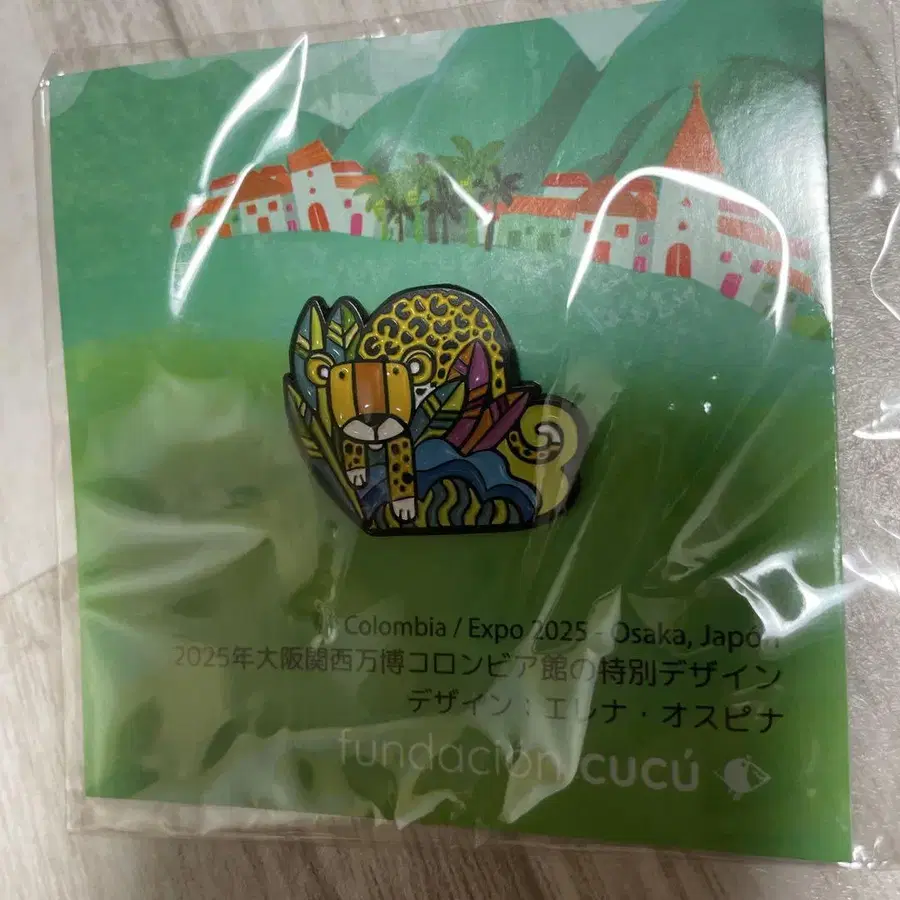 Colombia / Expo 2025 - Osaka, Japón
2025年大阪関西万博コロンビア館の特別デザイン
デザイン：エレナ・オスピナ
fundación cucú